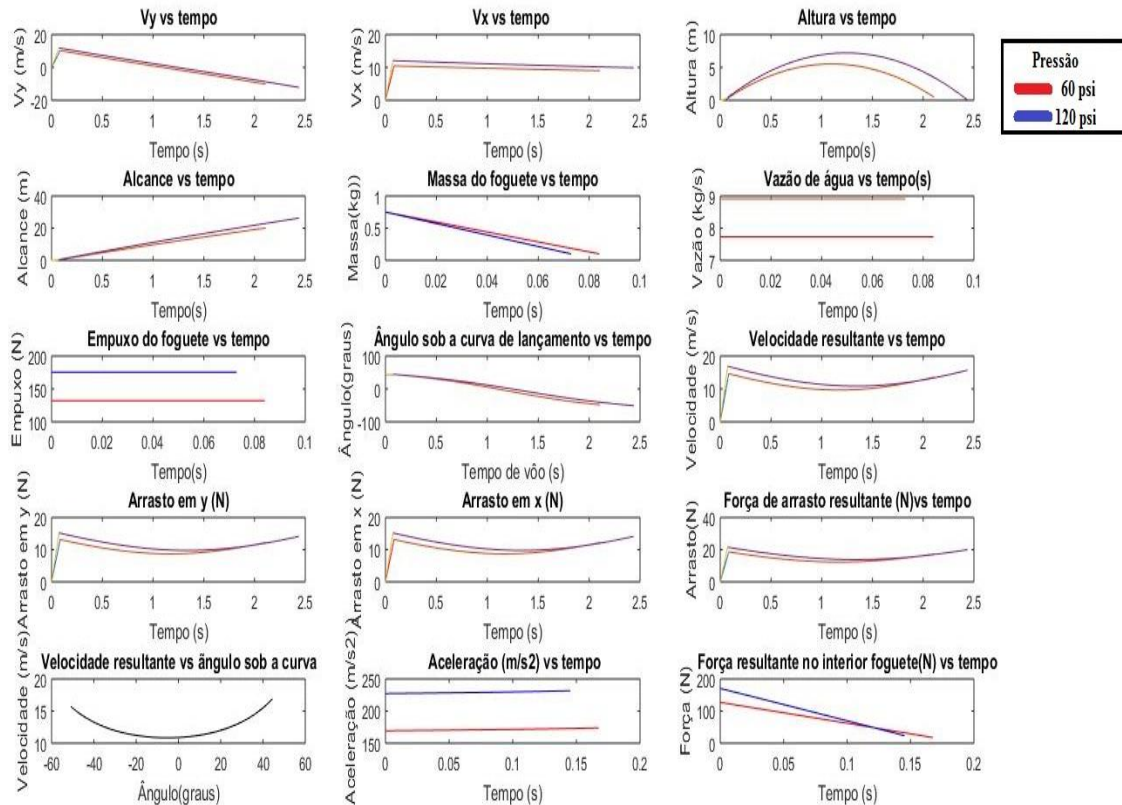 Vy vs tempo
Vy (m/s)
20
0
-20
0 0.5 1 1.5 2 2.5
Tempo (s)
Vx vs tempo
Vx (m/s)
20
10
0
0 0.5 1 1.5 2 2.5
Tempo (s)
Altura vs tempo
Altura (m)
10
5
0
0 0.5 1 1.5 2 2.5
Tempo(s)
Pressão
60 psi
120 psi
Alcance vs tempo
Alcance (m)
40
20
0
0 0.5 1 1.5 2 2.5
Tempo(s)
Massa do foguete vs tempo
Massa(kg))
1
0.5
0
0 0.02 0.04 0.06 0.08 0.1
Tempo(s)
Vazão de água vs tempo(s)
Vazão (kg/s)
9
8
7
0 0.02 0.04 0.06 0.08 0.1
Tempo(s)
Empuxo do foguete vs tempo
Empuxo (N)
200
150
100
0 0.02 0.04 0.06 0.08 0.1
Tempo(s)
Ângulo sob a curva de lançamento vs tempo
Ângulo(graus)
100
0
-100
0 0.5 1 1.5 2 2.5
Tempo de vôo (s)
Velocidade resultante vs tempo
Velocidade (m/s)
20
10
0
0 0.5 1 1.5 2 2.5
Tempo(s)
Arrasto em y (N)
Arrasto em y (N)
20
10
0
0 0.5 1 1.5 2 2.5
Tempo (s)
Arrasto em x (N)
Arrasto em x (N)
20
10
0
0 0.5 1 1.5 2 2.5
Tempo (s)
Força de arrasto resultante (N)vs tempo
Arrasto(N)
40
20
0
0 0.5 1 1.5 2 2.5
Tempo (s)
Velocidade resultante vs ãngulo sob a curva
Velocidade (m/s)
20
15
10
-60 -40 -20 0 20 40 60
Ângulo(graus)
Aceleração (m/s2) vs tempo
Aceleração (m/s2)
250
200
150
0 0.05 0.1 0.15 0.2
Tempo (s)
Força resultante no interior foguete(N) vs tempo
Força (N)
200
100
0
0 0.05 0.1 0.15 0.2
Tempo (s)